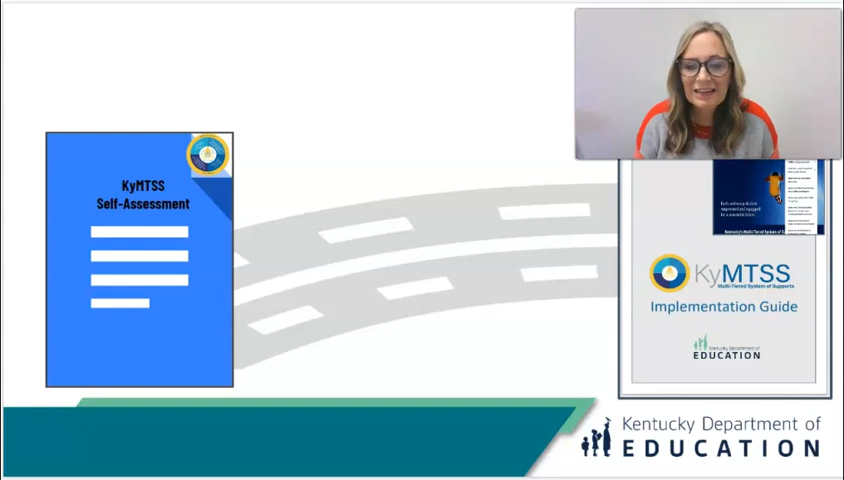 KyMTSS
Self-Assessment
KyMTSS
Multi-Tiered System of Supports
Implementation Guide
Kentucky Department of
EDUCATION
Kentucky Department of
EDUCATION